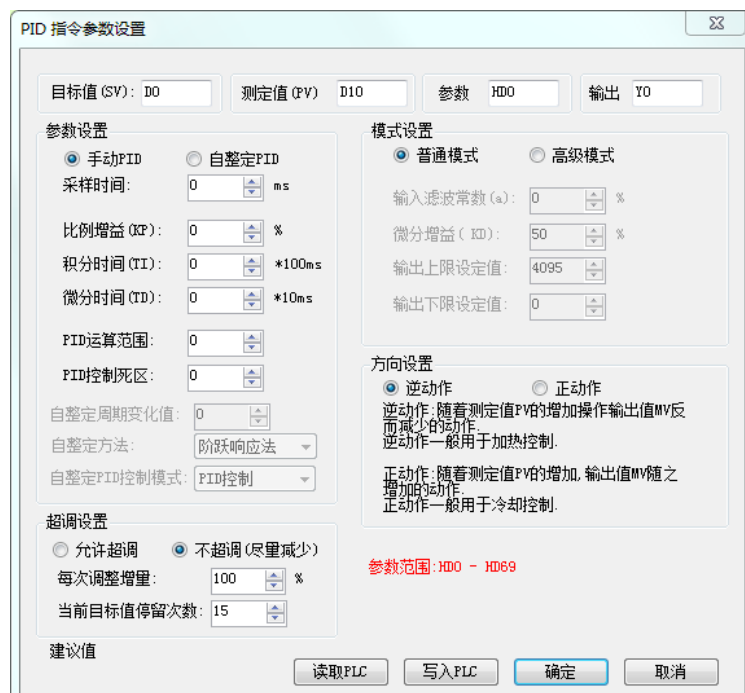 PID 指令参数设置
目标值(SV): D0 测定值(PV) D10 参数 HD0 输出 Y0
参数设置
手动PID 自整定PID
采样时间: 0 ms
比例增益(KP): 0 %
积分时间(TI): 0 *100ms
微分时间(TD): 0 *10ms
PID运算范围: 0
PID控制死区: 0
自整定周期变化值: 0
自整定方法: 阶跃响应法
自整定PID控制模式: PID控制
超调设置
允许超调 不超调(尽量减少)
每次调整增量: 100 %
当前目标值停留次数: 15
建议值
模式设置
普通模式 高级模式
输入滤波常数(a): 0 %
微分增益( KD): 50 %
输出上限设定值: 4095
输出下限设定值: 0
方向设置
逆动作 正动作
逆动作:随着测定值PV的增加操作输出值MV反
而减少的动作.
逆动作一般用于加热控制.
正动作:随着测定值PV的增加,输出值MV随之
增加的动作.
正动作一般用于冷却控制.
参数范围:HD0 - HD69
读取PLC 写入PLC 确定 取消